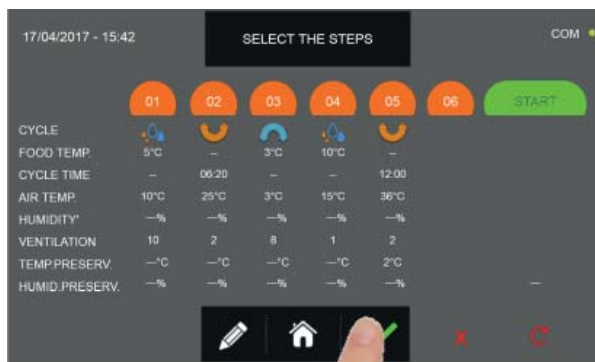 17/04/2017 - 15:42 SELECT THE STEPS COM
01 02 03 04 05 06 START
CYCLE
FOOD TEMP. 5°C -- 3°C 10°C --
CYCLE TIME -- 06:20 -- -- 12:00
AIR TEMP. 10°C 25°C 3°C 15°C 36°C
HUMIDITY* ---% ---% ---% ---% ---%
VENTILATION 10 2 8 1 2
TEMP.PRESERV. ---°C ---°C ---°C ---°C 2°C
HUMID.PRESERV. ---% ---% ---% ---% ---% ---